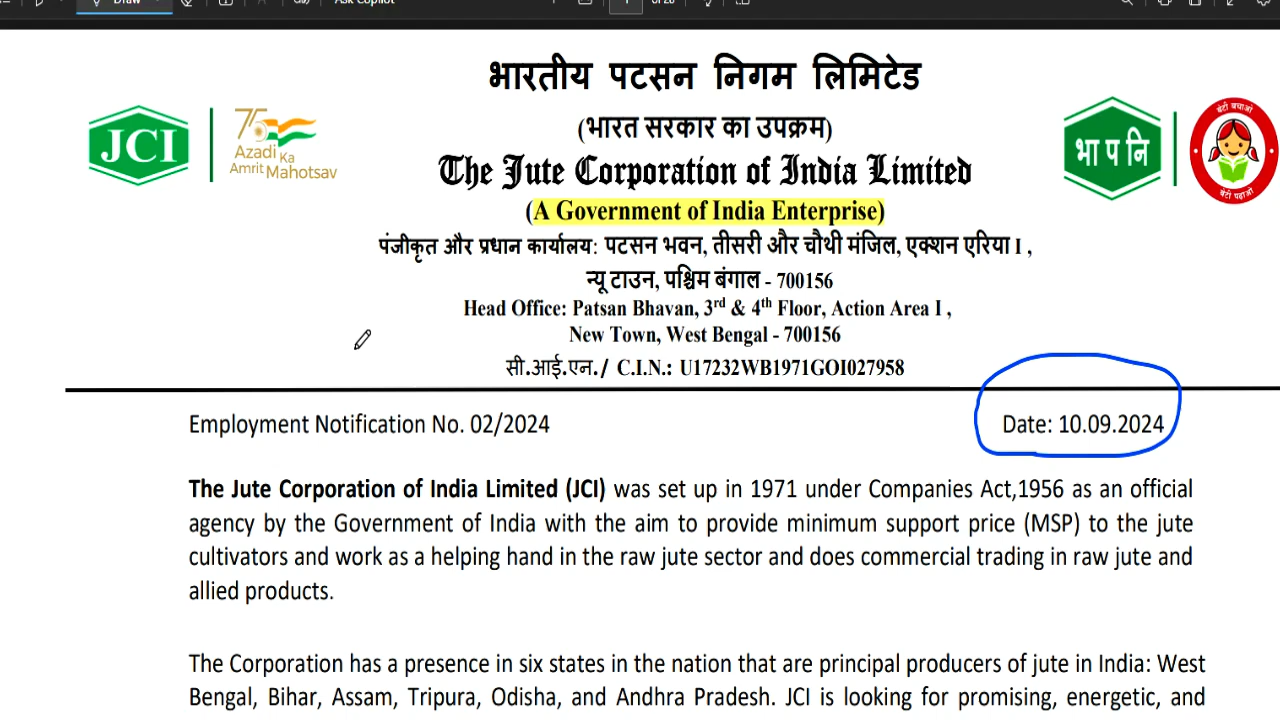 Draw
Ask Copilot
of 28
भारतीय पटसन निगम लिमिटेड
(भारत सरकार का उपक्रम)
JCI
75
Azadi Ka
Amrit Mahotsav
The Jute Corporation of India Limited
भा प नि
बेटी बचाओ
बेटी पढ़ाओ
(A Government of India Enterprise)
पंजीकृत और प्रधान कार्यालय: पटसन भवन, तीसरी और चौथी मंजिल, एक्शन एरिया I ,
न्यू टाउन, पश्चिम बंगाल - 700156
Head Office: Patsan Bhavan, 3rd & 4th Floor, Action Area I ,
New Town, West Bengal - 700156
सी.आई.एन./ C.I.N.: U17232WB1971GOI027958
Employment Notification No. 02/2024 Date: 10.09.2024
The Jute Corporation of India Limited (JCI) was set up in 1971 under Companies Act,1956 as an official
agency by the Government of India with the aim to provide minimum support price (MSP) to the jute
cultivators and work as a helping hand in the raw jute sector and does commercial trading in raw jute and
allied products.
The Corporation has a presence in six states in the nation that are principal producers of jute in India: West
Bengal, Bihar, Assam, Tripura, Odisha, and Andhra Pradesh. JCI is looking for promising, energetic, and